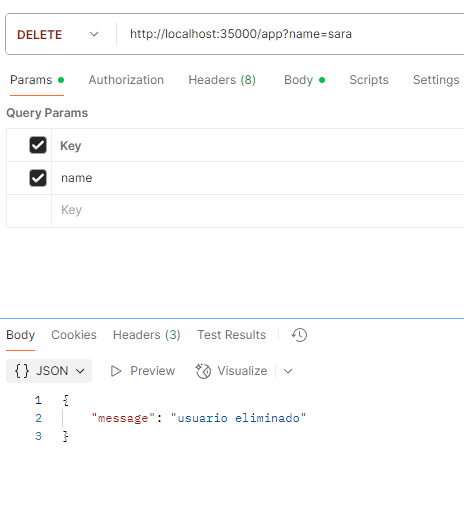 DELETE http://localhost:35000/app?name=sara
Params Authorization Headers (8) Body Scripts Settings
Query Params
Key
name
Key
Body Cookies Headers (3) Test Results
{} JSON Preview Visualize
1 {
2 "message": "usuario eliminado"
3 }